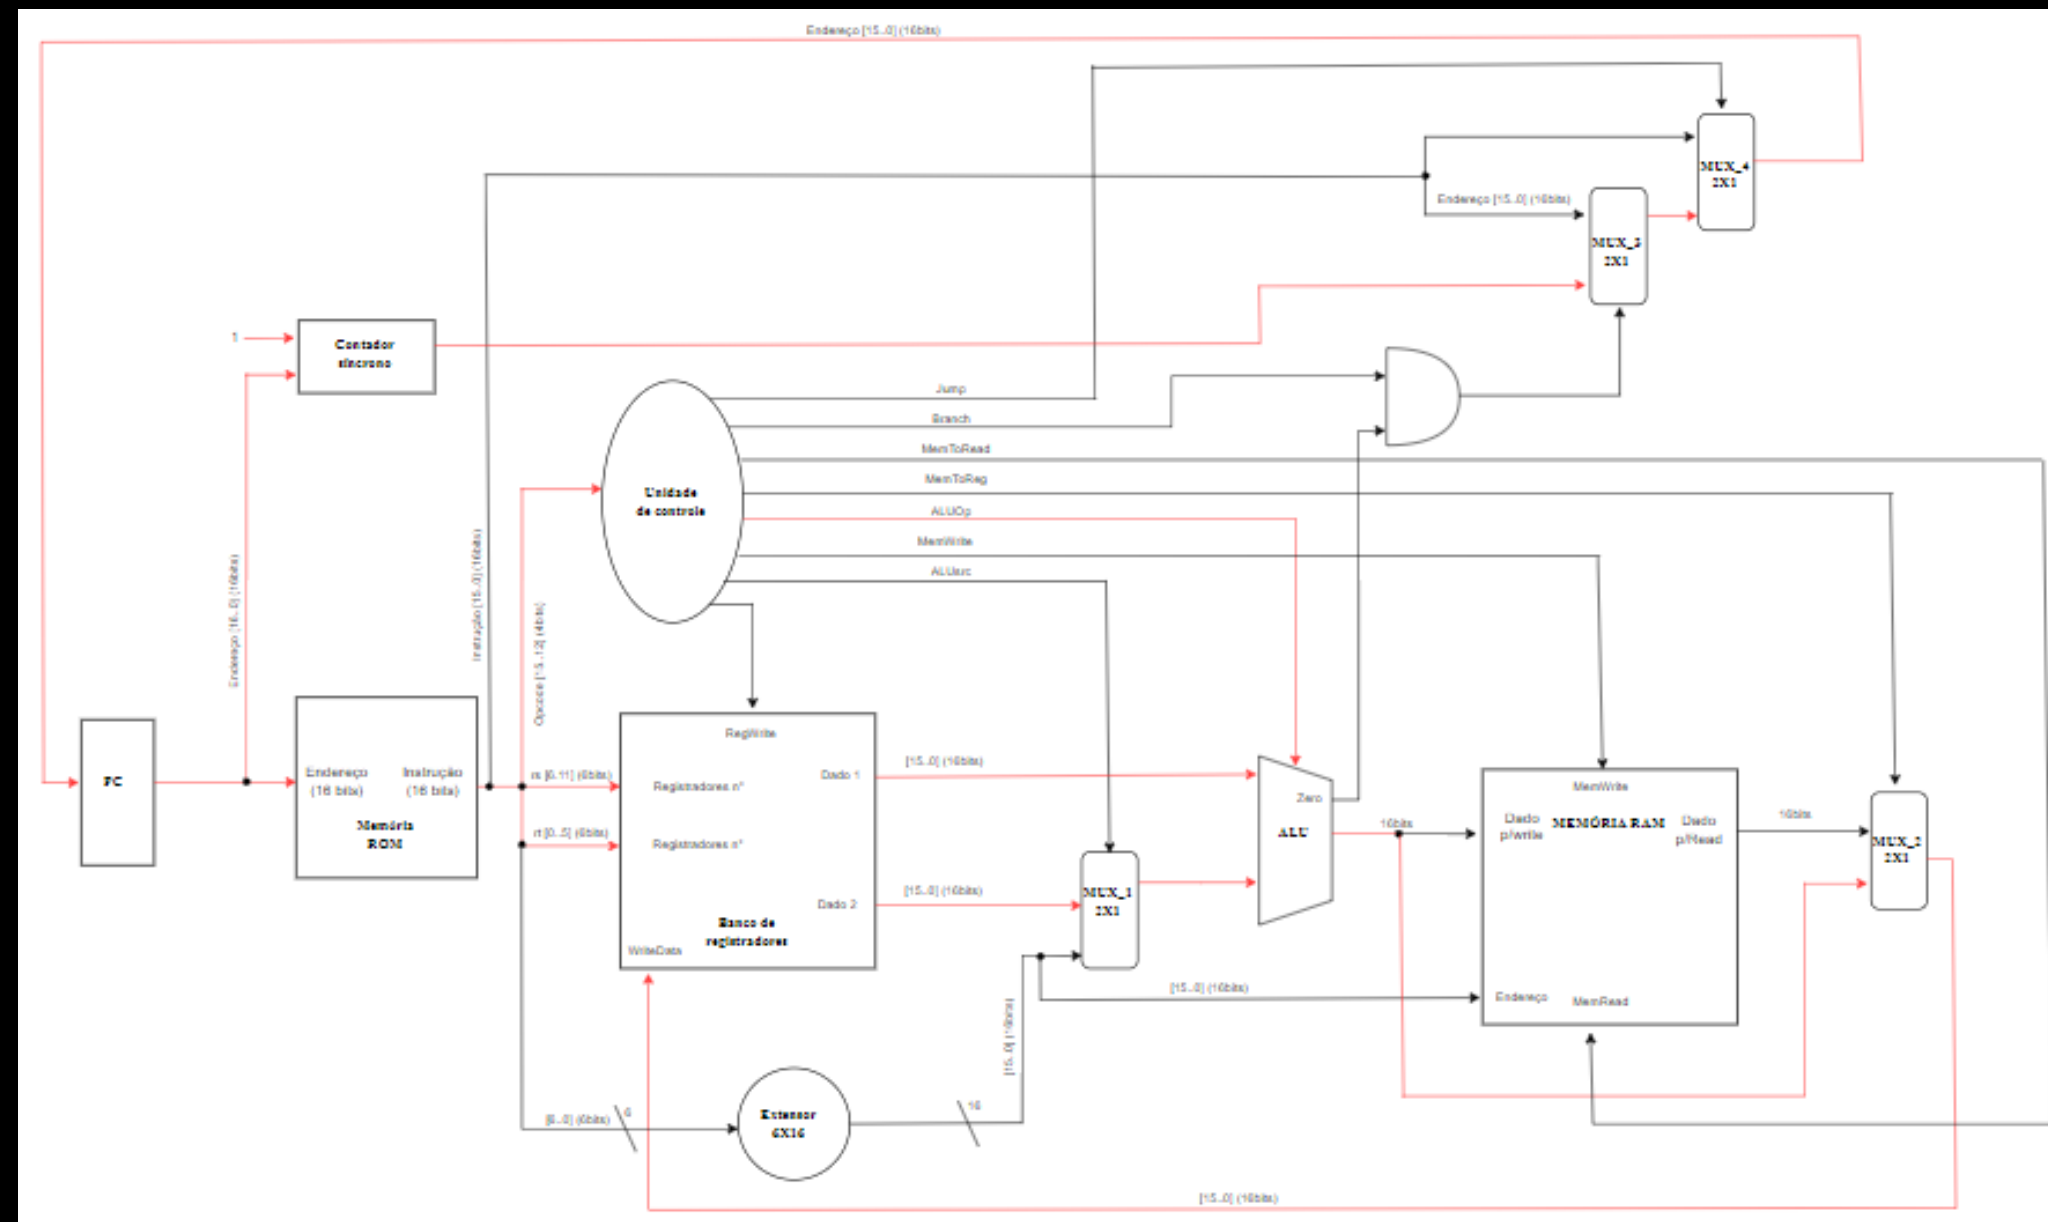 Endereço [15..0] (16bits)
MUX_4
2X1
Endereço [15..0] (16bits)
MUX_3
2X1
1
Contador
síncrono
Jump
Branch
MemToRead
MemToReg
ALUOp
MemWrite
ALUsrc
Unidade
de controle
Endereço [16..0] (16bits)
Instração [15..0] (16bits)
Opcode [15..12] (4bits)
PC
Endereço
(16 bits)
Instrução
(16 bits)
Memória
ROM
rs [6..11] (6bits)
rt [0..5] (6bits)
RegWrite
Registradores n°
Registradores n°
Dado 1
Dado 2
Banco de
registradores
WriteData
[15..0] (16bits)
[15..0] (16bits)
MUX_1
2X1
Zero
ALU
16bits
MemWrite
Dado
p/write
MEMÓRIA RAM
Dado
p/Read
Endereço
MemRead
16bits
MUX_2
2X1
[15..0] (16bits)
[15..0] (16bits)
[6..0] (6bits)
6
Extensor
6X16
16
[15..0] (16bits)